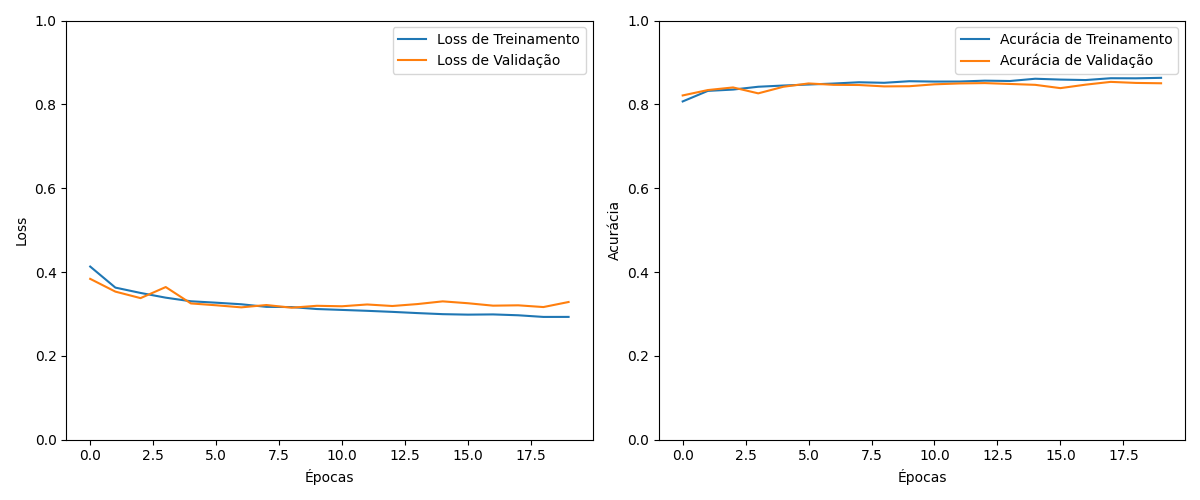 1.0
0.8
0.6
0.4
0.2
0.0
Loss
Loss de Treinamento
Loss de Validação
0.0 2.5 5.0 7.5 10.0 12.5 15.0 17.5
Épocas
1.0
0.8
0.6
0.4
0.2
0.0
Acurácia
Acurácia de Treinamento
Acurácia de Validação
0.0 2.5 5.0 7.5 10.0 12.5 15.0 17.5
Épocas